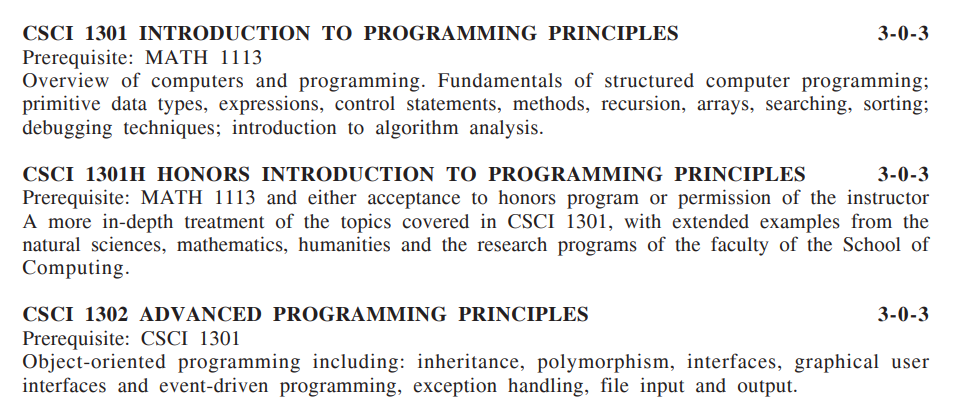 CSCI 1301 INTRODUCTION TO PROGRAMMING PRINCIPLES 3-0-3
Prerequisite: MATH 1113
Overview of computers and programming. Fundamentals of structured computer programming;
primitive data types, expressions, control statements, methods, recursion, arrays, searching, sorting;
debugging techniques; introduction to algorithm analysis.
CSCI 1301H HONORS INTRODUCTION TO PROGRAMMING PRINCIPLES 3-0-3
Prerequisite: MATH 1113 and either acceptance to honors program or permission of the instructor
A more in-depth treatment of the topics covered in CSCI 1301, with extended examples from the
natural sciences, mathematics, humanities and the research programs of the faculty of the School of
Computing.
CSCI 1302 ADVANCED PROGRAMMING PRINCIPLES 3-0-3
Prerequisite: CSCI 1301
Object-oriented programming including: inheritance, polymorphism, interfaces, graphical user
interfaces and event-driven programming, exception handling, file input and output.